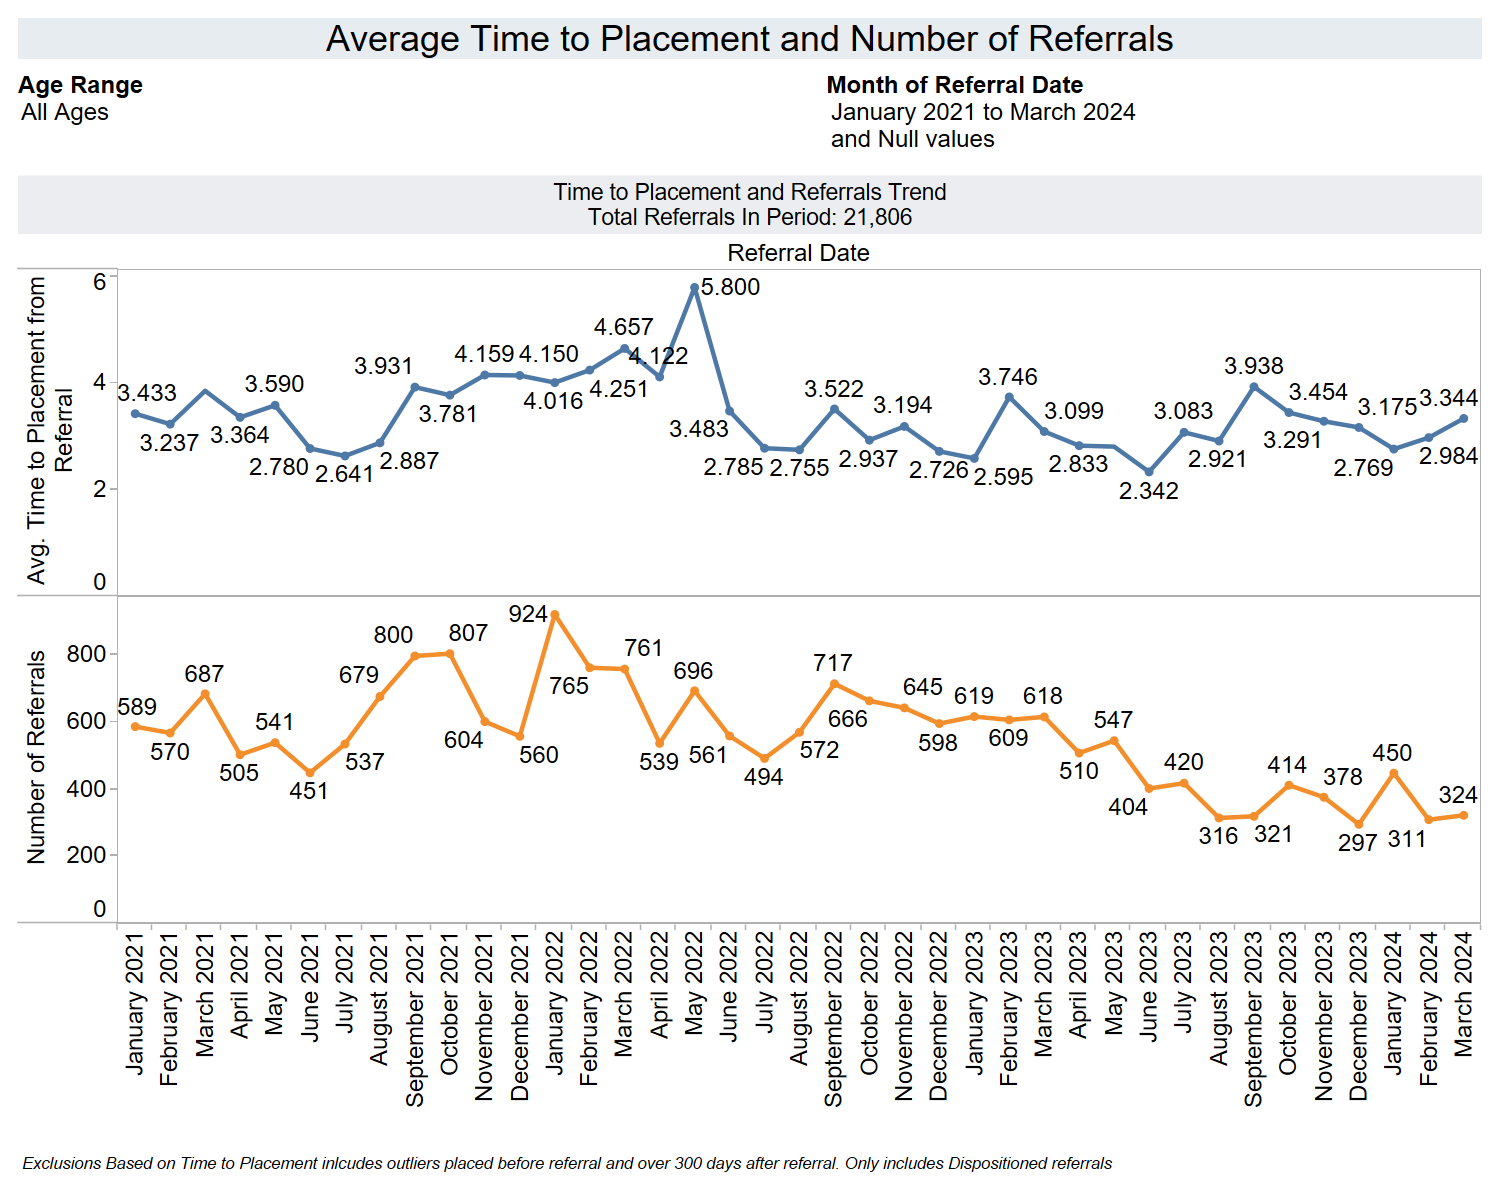 Average Time to Placement and Number of Referrals
Age Range
All Ages
Month of Referral Date
January 2021 to March 2024
and Null values
Time to Placement and Referrals Trend
Total Referrals In Period: 21,806
Referral Date
Avg. Time to Placement from
Referral
6
4
2
0
3.433
3.237
3.364
3.590
2.780
2.641
2.887
3.931
3.781
4.159
4.150
4.016
4.251
4.657
4.122
5.800
3.483
2.785
2.755
3.522
2.937
3.194
2.726
2.595
3.746
3.099
2.833
2.342
3.083
2.921
3.938
3.291
3.454
3.175
2.769
2.984
3.344
Number of Referrals
800
600
400
200
0
589
570
687
505
541
451
537
679
800
807
604
560
924
765
761
539
696
561
494
572
717
666
645
598
619
609
618
510
547
404
420
316
321
414
378
297
450
311
324
January 2021
February 2021
March 2021
April 2021
May 2021
June 2021
July 2021
August 2021
September 2021
October 2021
November 2021
December 2021
January 2022
February 2022
March 2022
April 2022
May 2022
June 2022
July 2022
August 2022
September 2022
October 2022
November 2022
December 2022
January 2023
February 2023
March 2023
April 2023
May 2023
June 2023
July 2023
August 2023
September 2023
October 2023
November 2023
December 2023
January 2024
February 2024
March 2024
Exclusions Based on Time to Placement inlcudes outliers placed before referral and over 300 days after referral. Only includes Dispositioned referrals